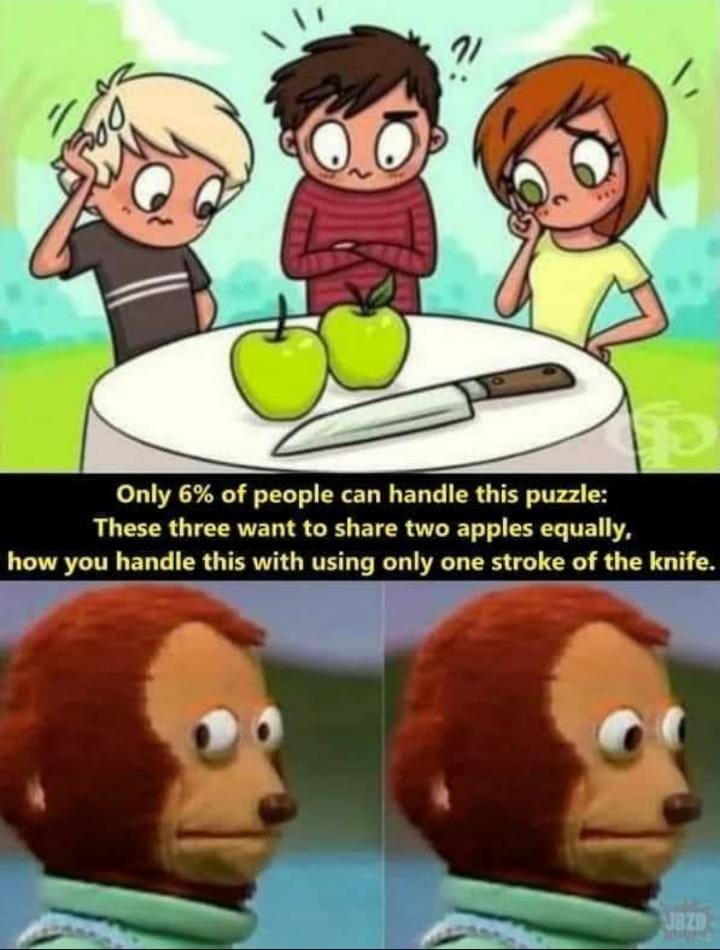 ?!
Only 6% of people can handle this puzzle:
These three want to share two apples equally,
how you handle this with using only one stroke of the knife.
JBZD